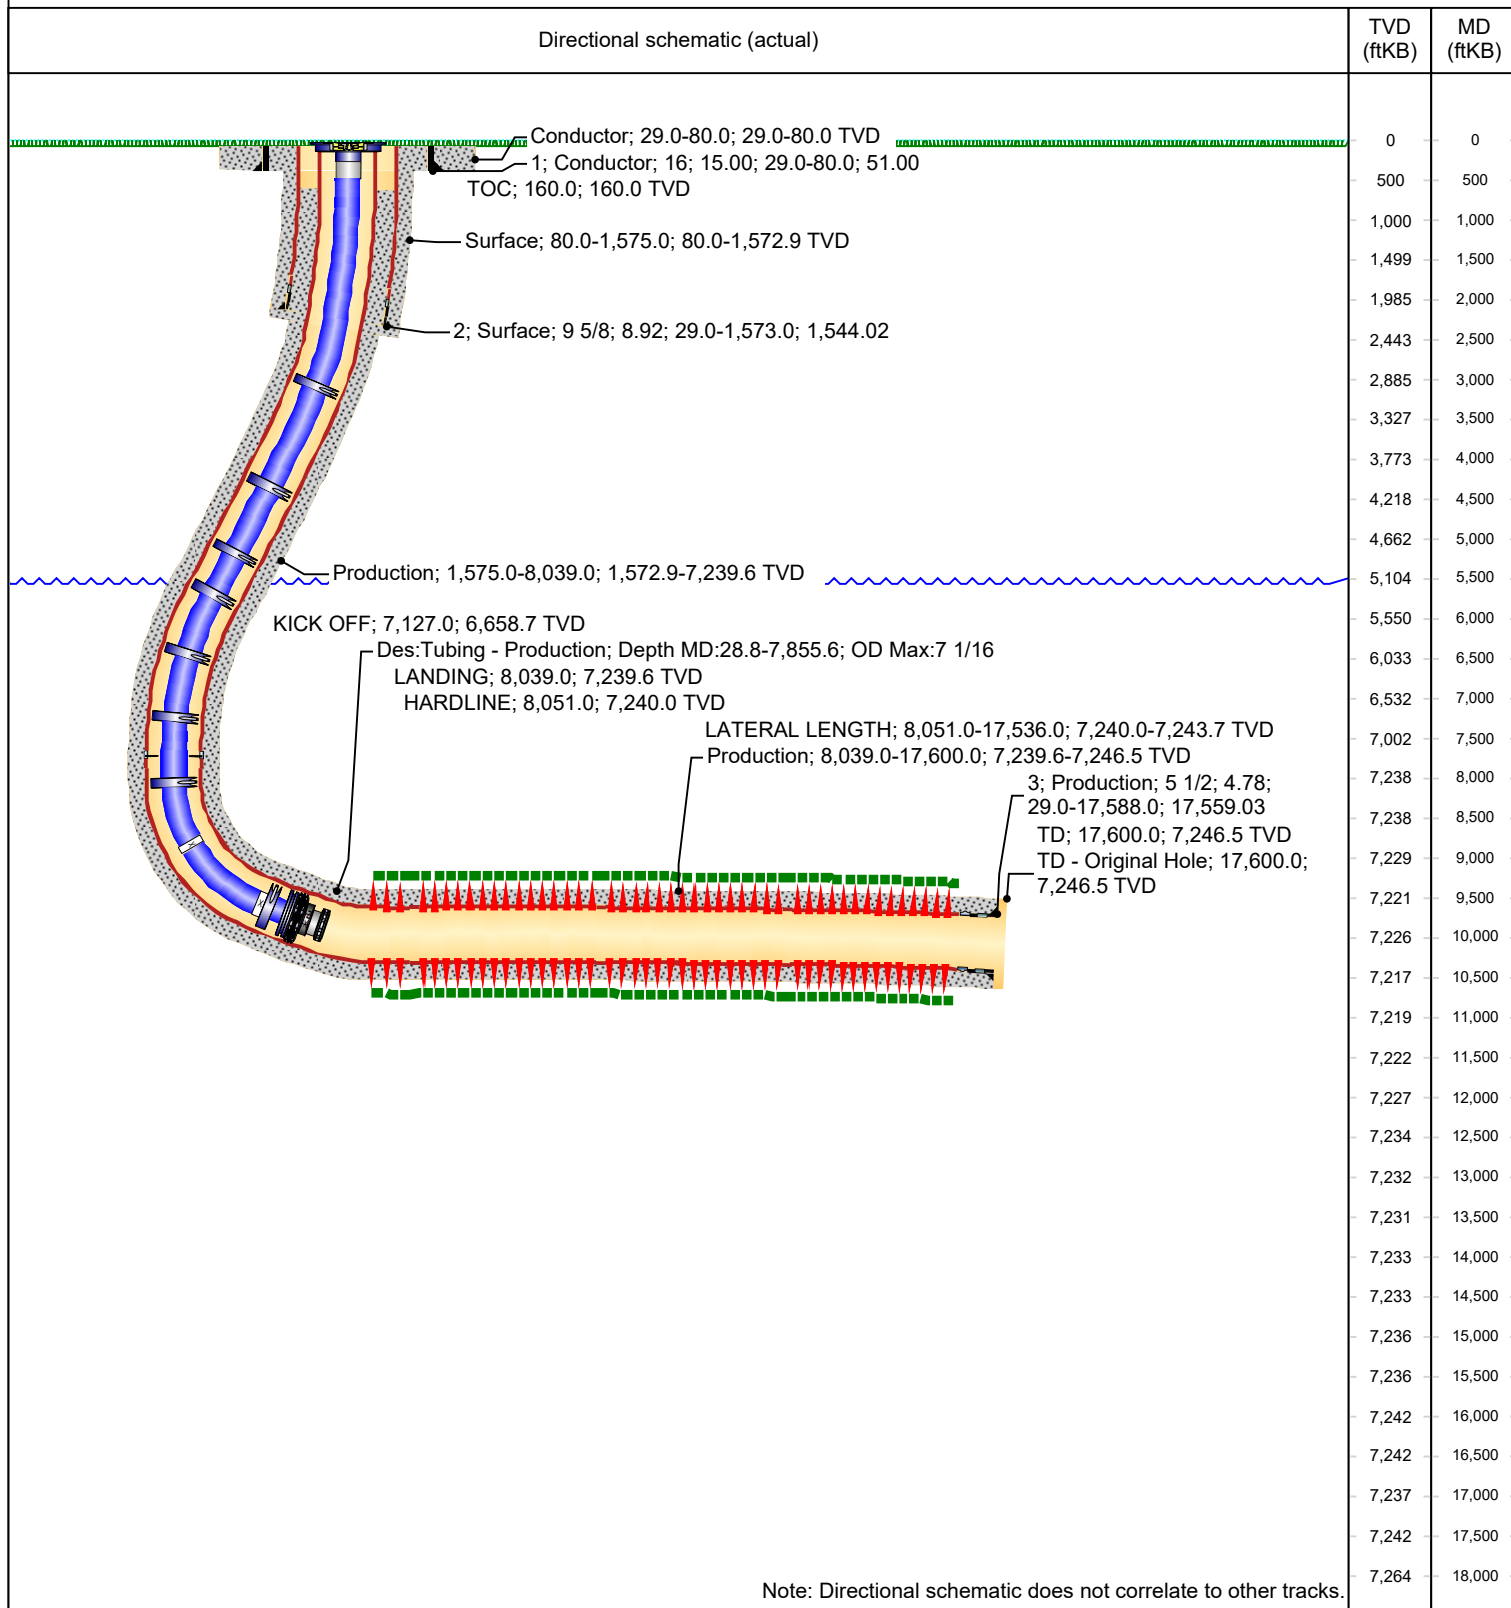 Directional schematic (actual)
TVD
(ftKB)
MD
(ftKB)
Conductor; 29.0-80.0; 29.0-80.0 TVD
1; Conductor; 16; 15.00; 29.0-80.0; 51.00
TOC; 160.0; 160.0 TVD
Surface; 80.0-1,575.0; 80.0-1,572.9 TVD
2; Surface; 9 5/8; 8.92; 29.0-1,573.0; 1,544.02
Production; 1,575.0-8,039.0; 1,572.9-7,239.6 TVD
KICK OFF; 7,127.0; 6,658.7 TVD
Des:Tubing - Production; Depth MD:28.8-7,855.6; OD Max:7 1/16
LANDING; 8,039.0; 7,239.6 TVD
HARDLINE; 8,051.0; 7,240.0 TVD
LATERAL LENGTH; 8,051.0-17,536.0; 7,240.0-7,243.7 TVD
Production; 8,039.0-17,600.0; 7,239.6-7,246.5 TVD
3; Production; 5 1/2; 4.78;
29.0-17,588.0; 17,559.03
TD; 17,600.0; 7,246.5 TVD
TD - Original Hole; 17,600.0;
7,246.5 TVD
0 0
500 500
1,000 1,000
1,499 1,500
1,985 2,000
2,443 2,500
2,885 3,000
3,327 3,500
3,773 4,000
4,218 4,500
4,662 5,000
5,104 5,500
5,550 6,000
6,033 6,500
6,532 7,000
7,002 7,500
7,238 8,000
7,238 8,500
7,229 9,000
7,221 9,500
7,226 10,000
7,217 10,500
7,219 11,000
7,222 11,500
7,227 12,000
7,234 12,500
7,232 13,000
7,231 13,500
7,233 14,000
7,233 14,500
7,236 15,000
7,236 15,500
7,242 16,000
7,242 16,500
7,237 17,000
7,242 17,500
7,264 18,000
Note: Directional schematic does not correlate to other tracks.